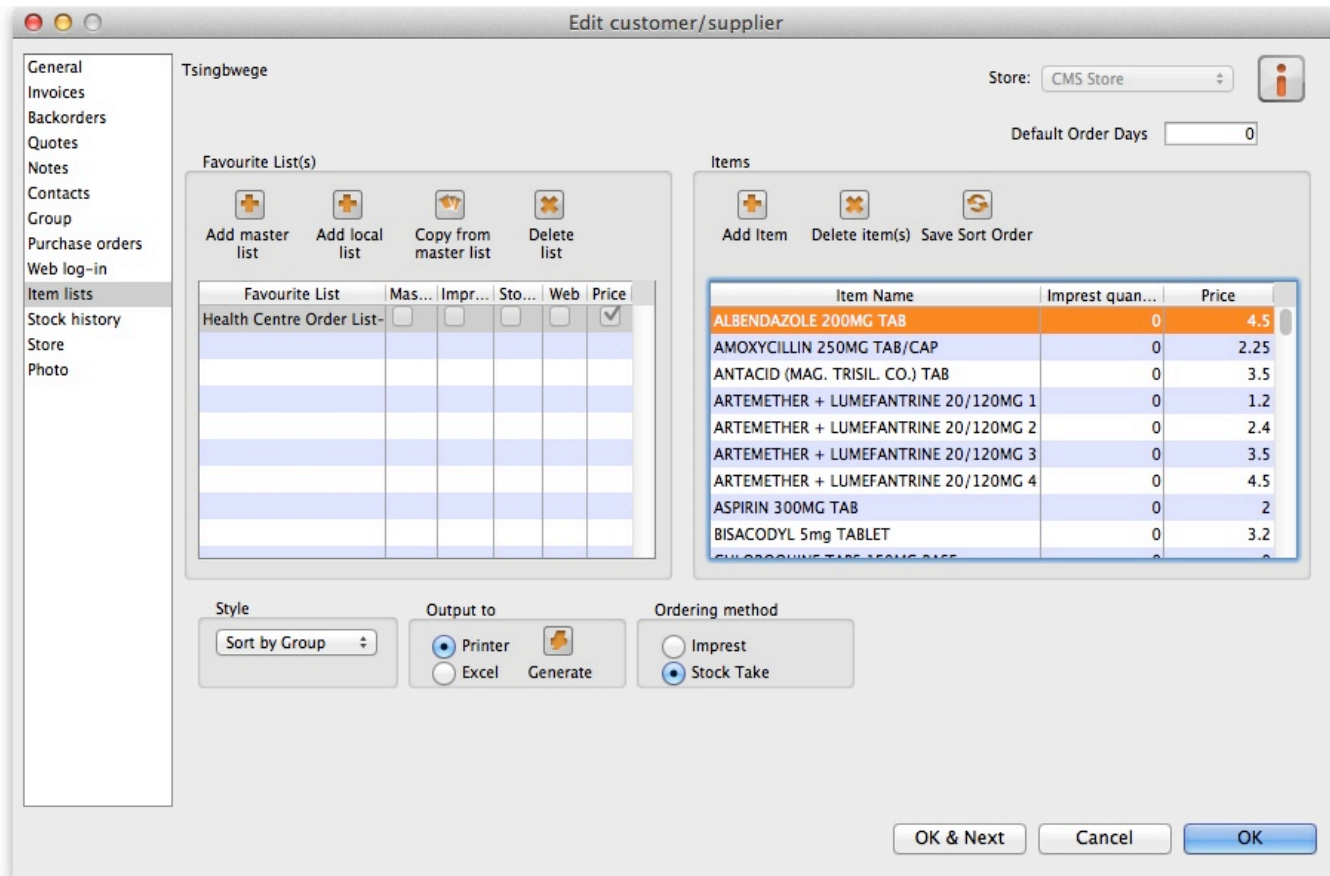 Edit customer/supplier
General
Invoices
Backorders
Quotes
Notes
Contacts
Group
Purchase orders
Web log-in
Item lists
Stock history
Store
Photo
Tsingbwege
Store: CMS Store
Default Order Days 0
Favourite List(s)
Add master list
Add local list
Copy from master list
Delete list
Favourite List Mas... Impr... Sto... Web Price
Health Centre Order List-
Items
Add Item Delete item(s) Save Sort Order
Item Name Imprest quan... Price
ALBENDAZOLE 200MG TAB 0 4.5
AMOXYCILLIN 250MG TAB/CAP 0 2.25
ANTACID (MAG. TRISIL. CO.) TAB 0 3.5
ARTEMETHER + LUMEFANTRINE 20/120MG 1 0 1.2
ARTEMETHER + LUMEFANTRINE 20/120MG 2 0 2.4
ARTEMETHER + LUMEFANTRINE 20/120MG 3 0 3.5
ARTEMETHER + LUMEFANTRINE 20/120MG 4 0 4.5
ASPIRIN 300MG TAB 0 2
BISACODYL 5mg TABLET 0 3.2
Style
Sort by Group
Output to
Printer
Excel
Generate
Ordering method
Imprest
Stock Take
OK & Next Cancel OK